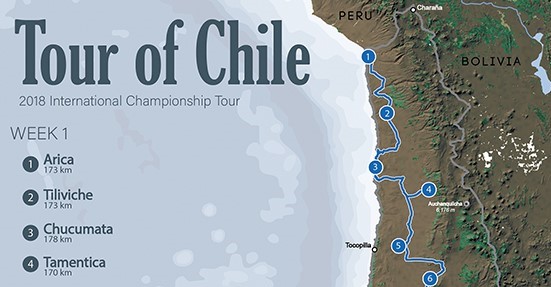 Tour of Chile
2018 International Championship Tour
WEEK 1
1 Arica
173 km
2 Tiliviche
173 km
3 Chucumata
178 km
4 Tamentica
170 km
PERU
Charaña
BOLIVIA
1
2
3
4
Auchanquilcha
6 176 m
Tocopilla
5
6